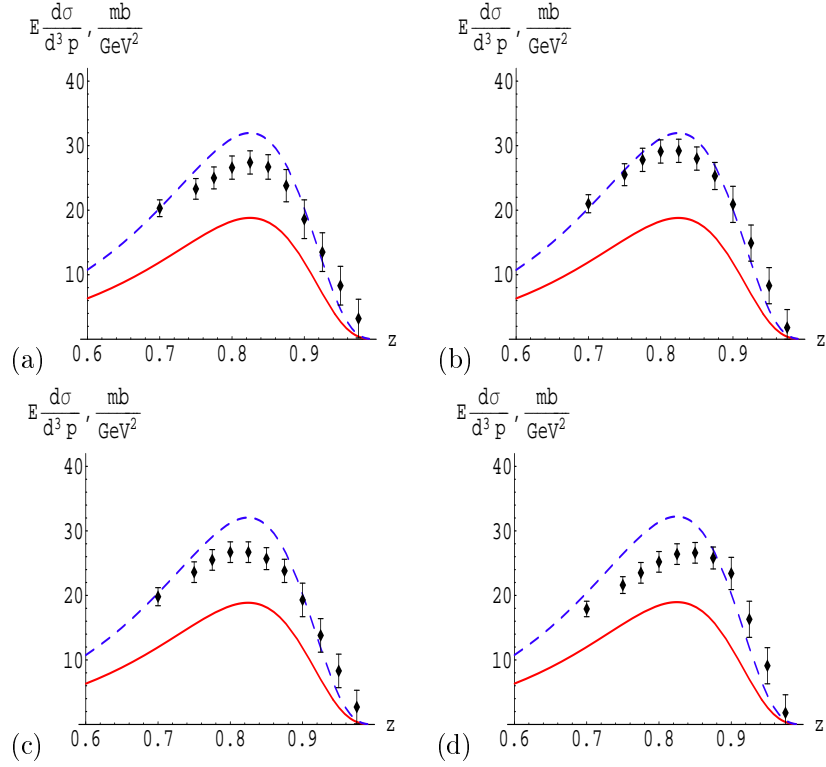 E dσ/d³p , mb/GeV²
E dσ/d³p , mb/GeV²
40
40
30
30
20
20
10
10
(a) 0.6 0.7 0.8 0.9 z
(b) 0.6 0.7 0.8 0.9 z
E dσ/d³p , mb/GeV²
E dσ/d³p , mb/GeV²
40
40
30
30
20
20
10
10
(c) 0.6 0.7 0.8 0.9 z
(d) 0.6 0.7 0.8 0.9 z